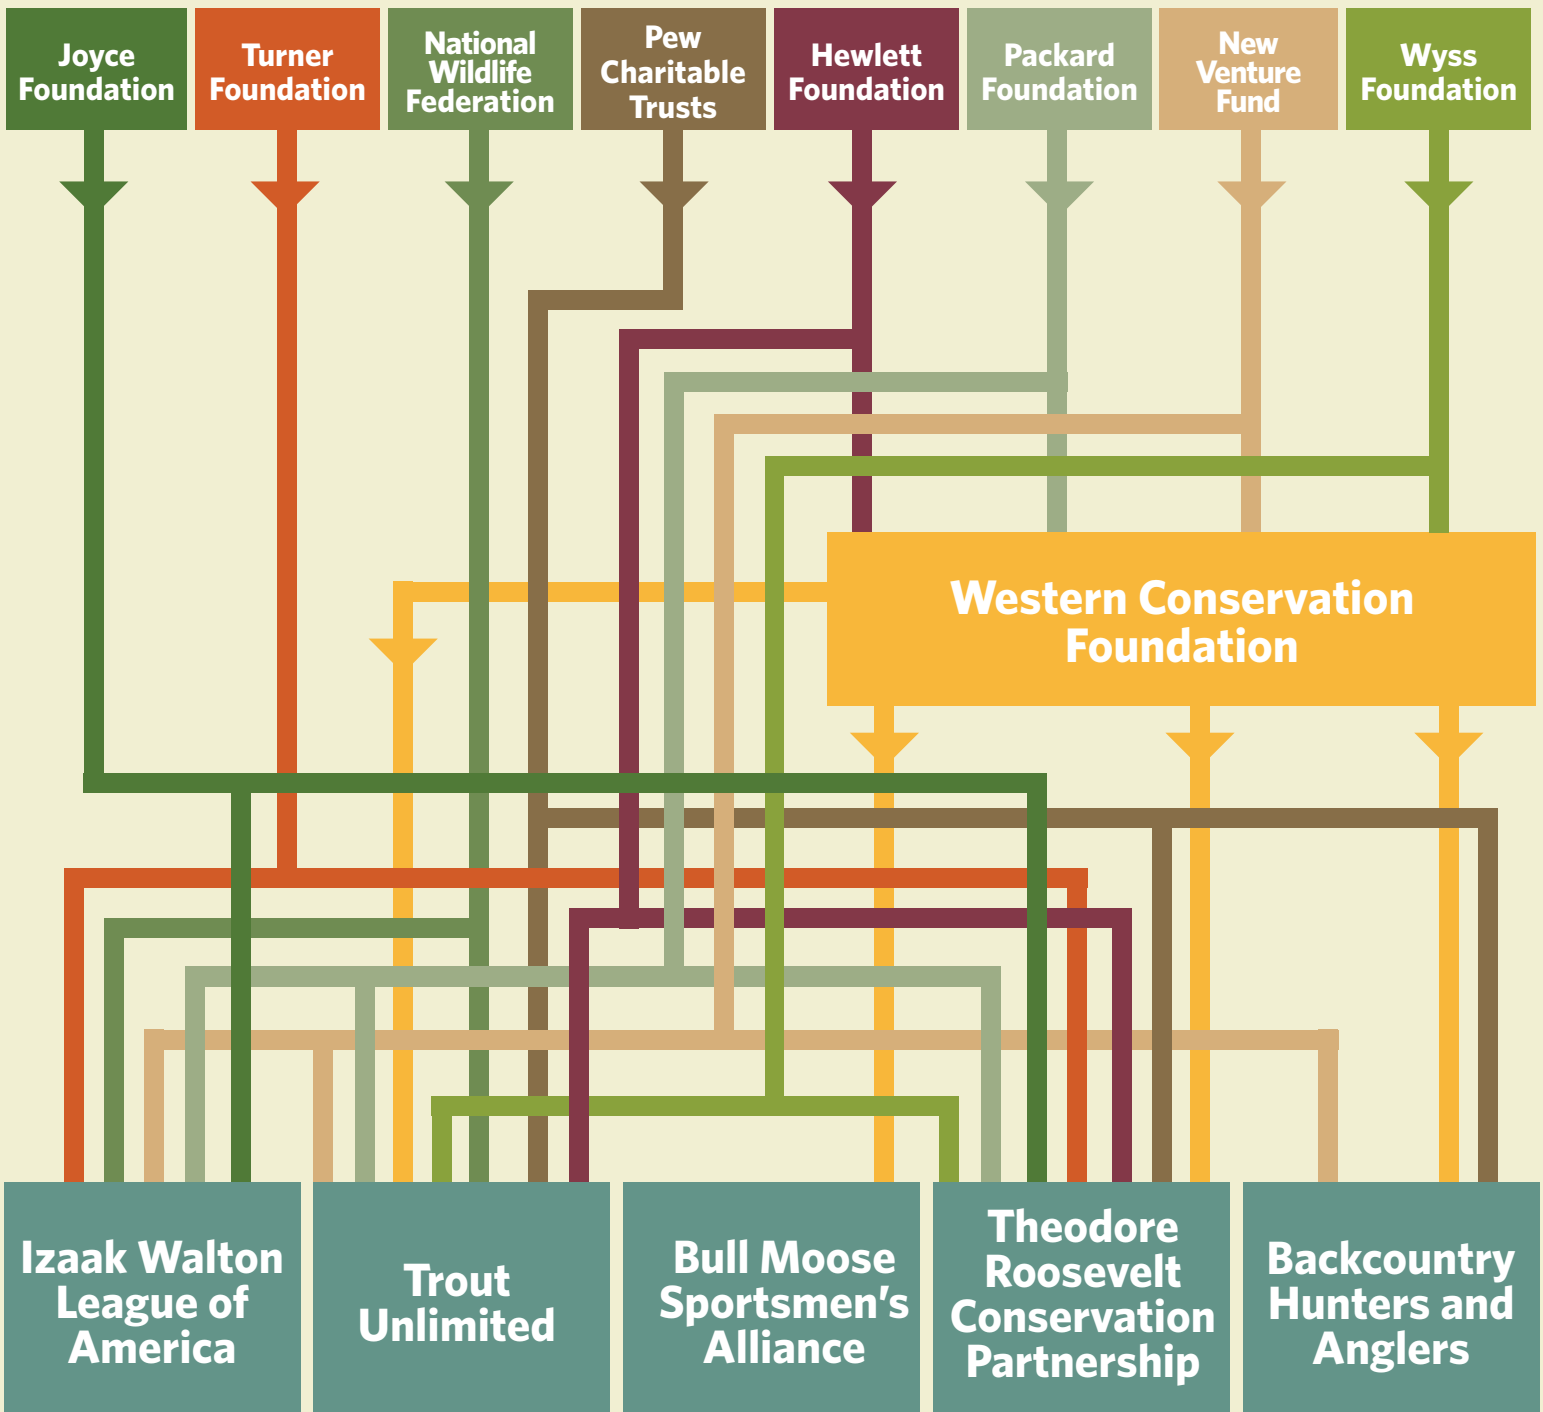 Joyce
Foundation
Turner
Foundation
National
Wildlife
Federation
Pew
Charitable
Trusts
Hewlett
Foundation
Packard
Foundation
New
Venture
Fund
Wyss
Foundation
Western Conservation
Foundation
Izaak Walton
League of
America
Trout
Unlimited
Bull Moose
Sportsmen's
Alliance
Theodore
Roosevelt
Conservation
Partnership
Backcountry
Hunters and
Anglers